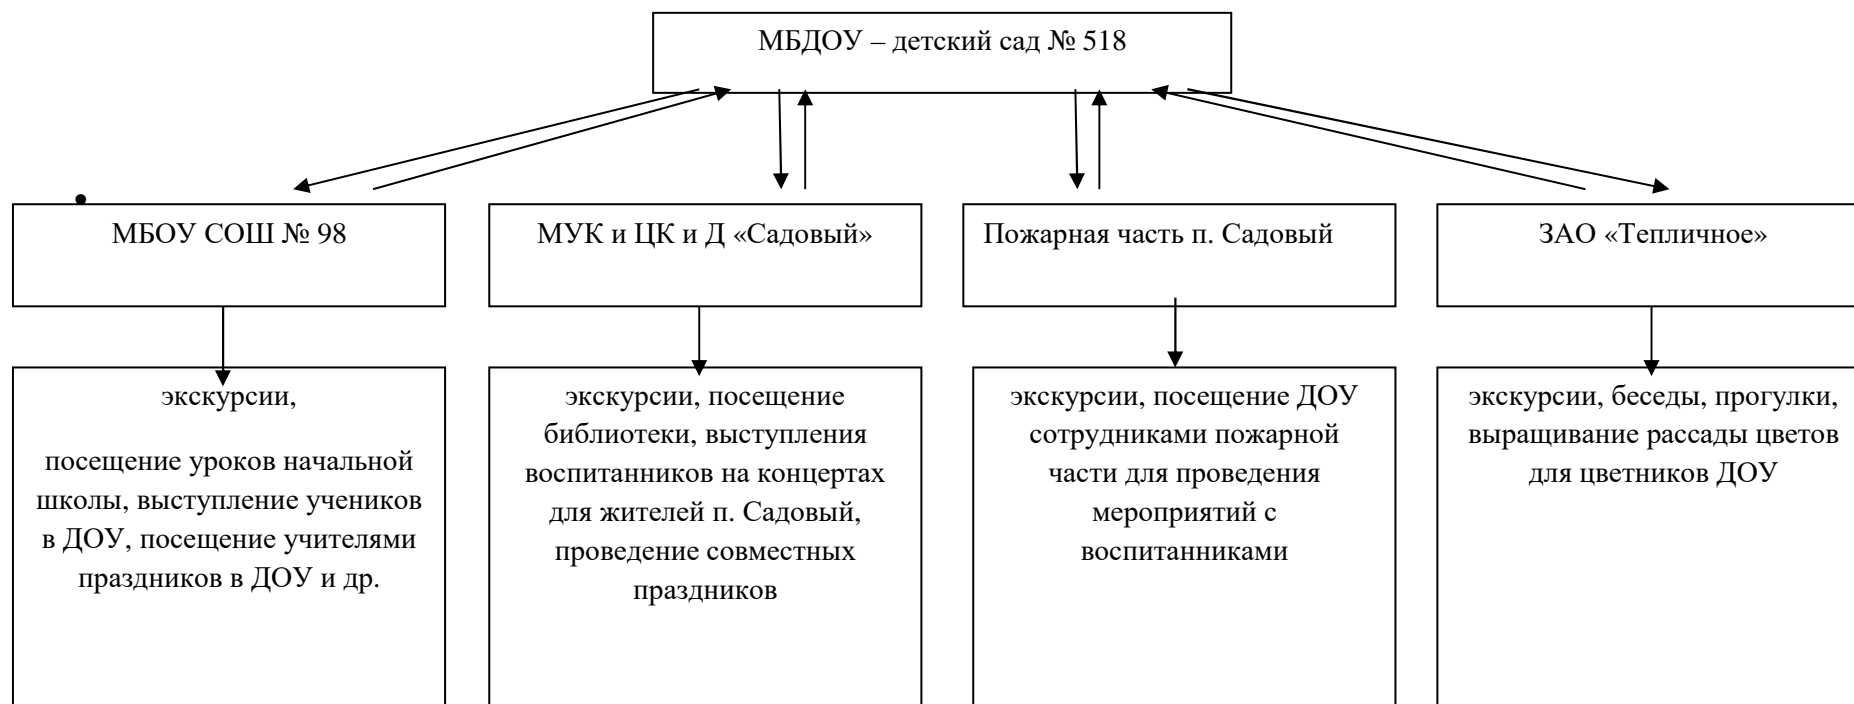 МБДОУ – детский сад № 518
МБОУ СОШ № 98
МУК и ЦК и Д «Садовый»
Пожарная часть п. Садовый
ЗАО «Тепличное»
экскурсии,
посещение уроков начальной
школы, выступление учеников
в ДОУ, посещение учителями
праздников в ДОУ и др.
экскурсии, посещение
библиотеки, выступления
воспитанников на концертах
для жителей п. Садовый,
проведение совместных
праздников
экскурсии, посещение ДОУ
сотрудниками пожарной
части для проведения
мероприятий с
воспитанниками
экскурсии, беседы, прогулки,
выращивание рассады цветов
для цветников ДОУ